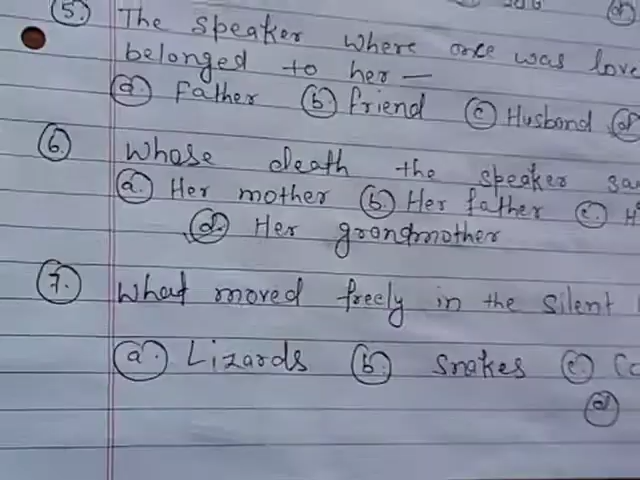 5. The speaker where once was love
belonged to her —
a. Father b. friend c Husband d
6 Whose death the speaker
a. Her mother b. Her father c.
d. Her grandmother
7. What moved freely in the silent
a. Lizards b. snakes c
d